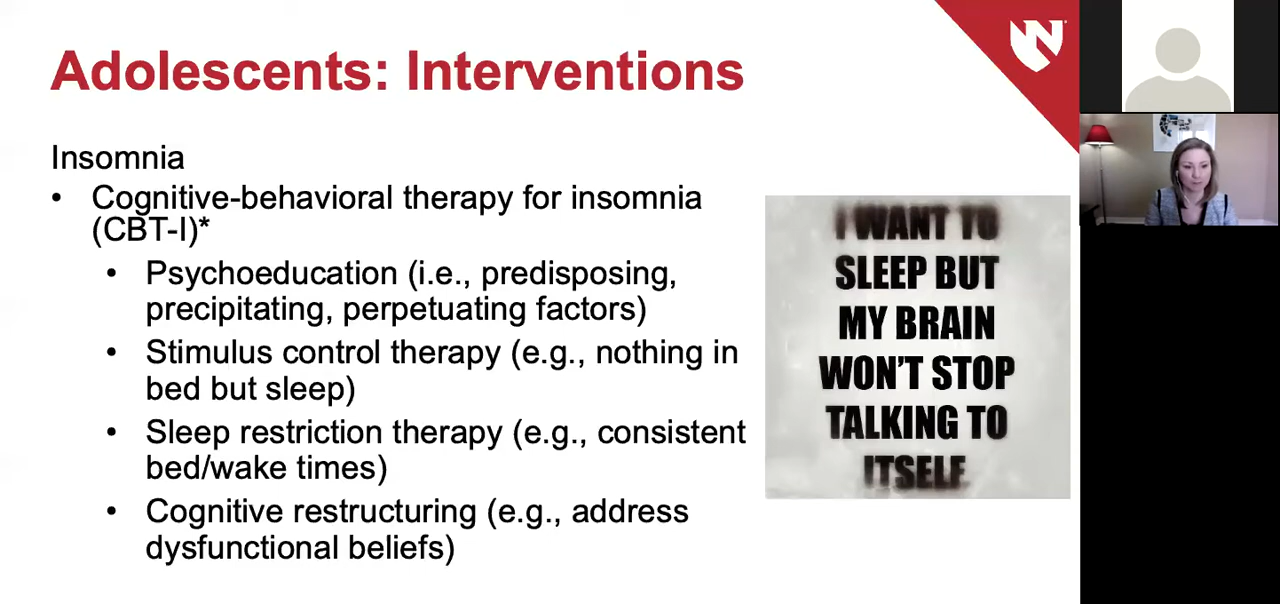 Adolescents: Interventions
Insomnia
• Cognitive-behavioral therapy for insomnia
(CBT-I)*
• Psychoeducation (i.e., predisposing,
precipitating, perpetuating factors)
• Stimulus control therapy (e.g., nothing in
bed but sleep)
• Sleep restriction therapy (e.g., consistent
bed/wake times)
• Cognitive restructuring (e.g., address
dysfunctional beliefs)
I WANT TO
SLEEP BUT
MY BRAIN
WON'T STOP
TALKING TO
ITSELF
N